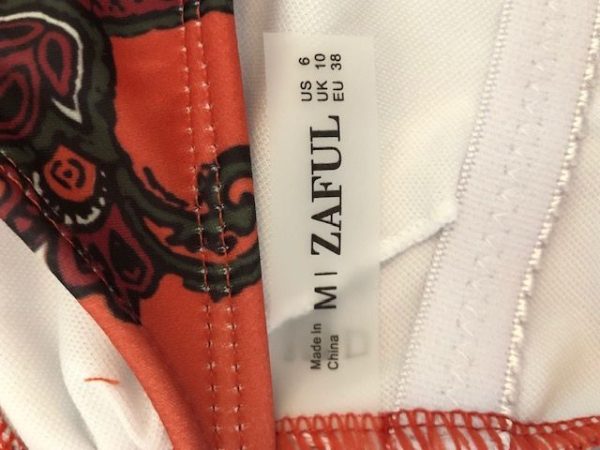 M | ZAFUL
US 6
UK 10
EU 38
Made In
China